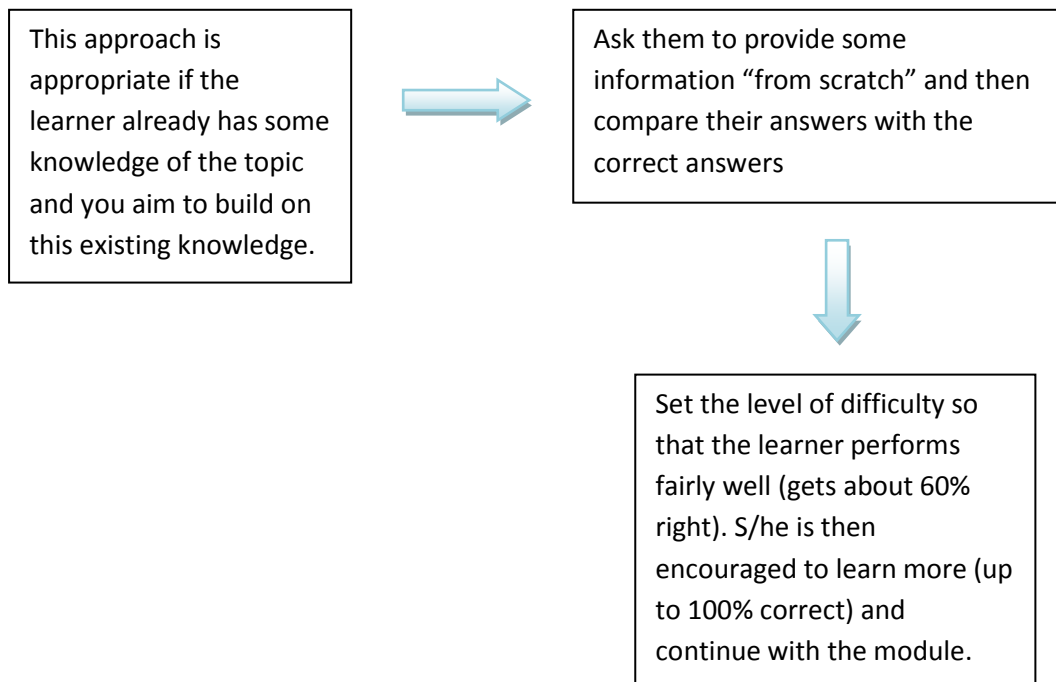 This approach is
appropriate if the
learner already has some
knowledge of the topic
and you aim to build on
this existing knowledge.
Ask them to provide some
information “from scratch” and then
compare their answers with the
correct answers
Set the level of difficulty so
that the learner performs
fairly well (gets about 60%
right). S/he is then
encouraged to learn more (up
to 100% correct) and
continue with the module.